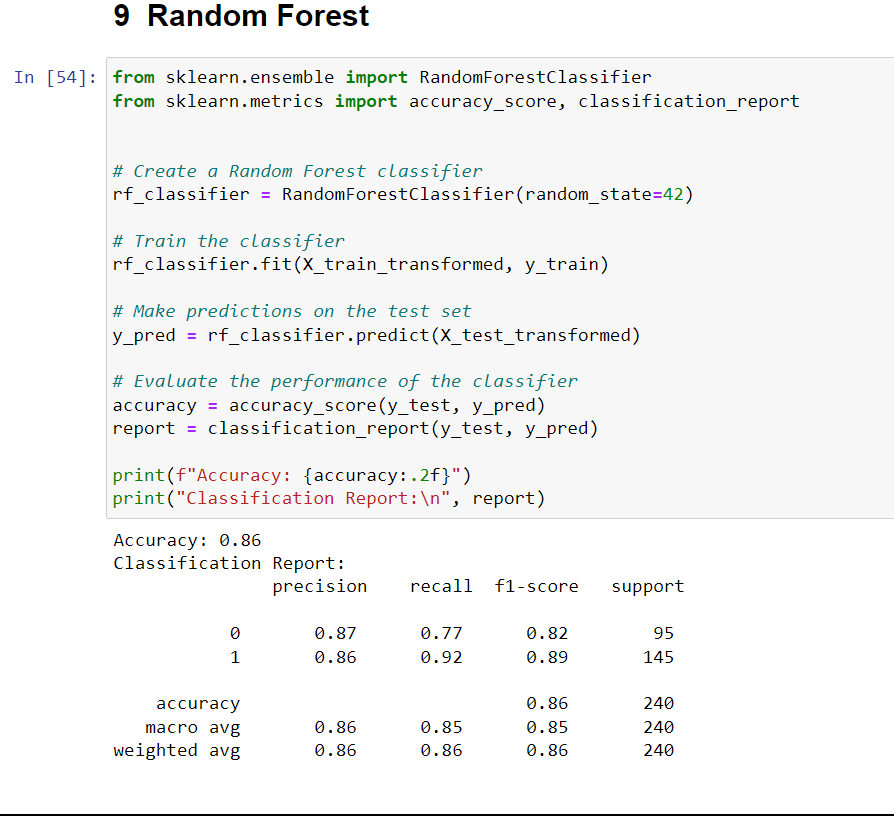 9 Random Forest
In [54]: from sklearn.ensemble import RandomForestClassifier
from sklearn.metrics import accuracy_score, classification_report
# Create a Random Forest classifier
rf_classifier = RandomForestClassifier(random_state=42)
# Train the classifier
rf_classifier.fit(X_train_transformed, y_train)
# Make predictions on the test set
y_pred = rf_classifier.predict(X_test_transformed)
# Evaluate the performance of the classifier
accuracy = accuracy_score(y_test, y_pred)
report = classification_report(y_test, y_pred)
print(f"Accuracy: {accuracy:.2f}")
print("Classification Report:\n", report)
Accuracy: 0.86
Classification Report:
precision recall f1-score support
0 0.87 0.77 0.82 95
1 0.86 0.92 0.89 145
accuracy 0.86 240
macro avg 0.86 0.85 0.85 240
weighted avg 0.86 0.86 0.86 240